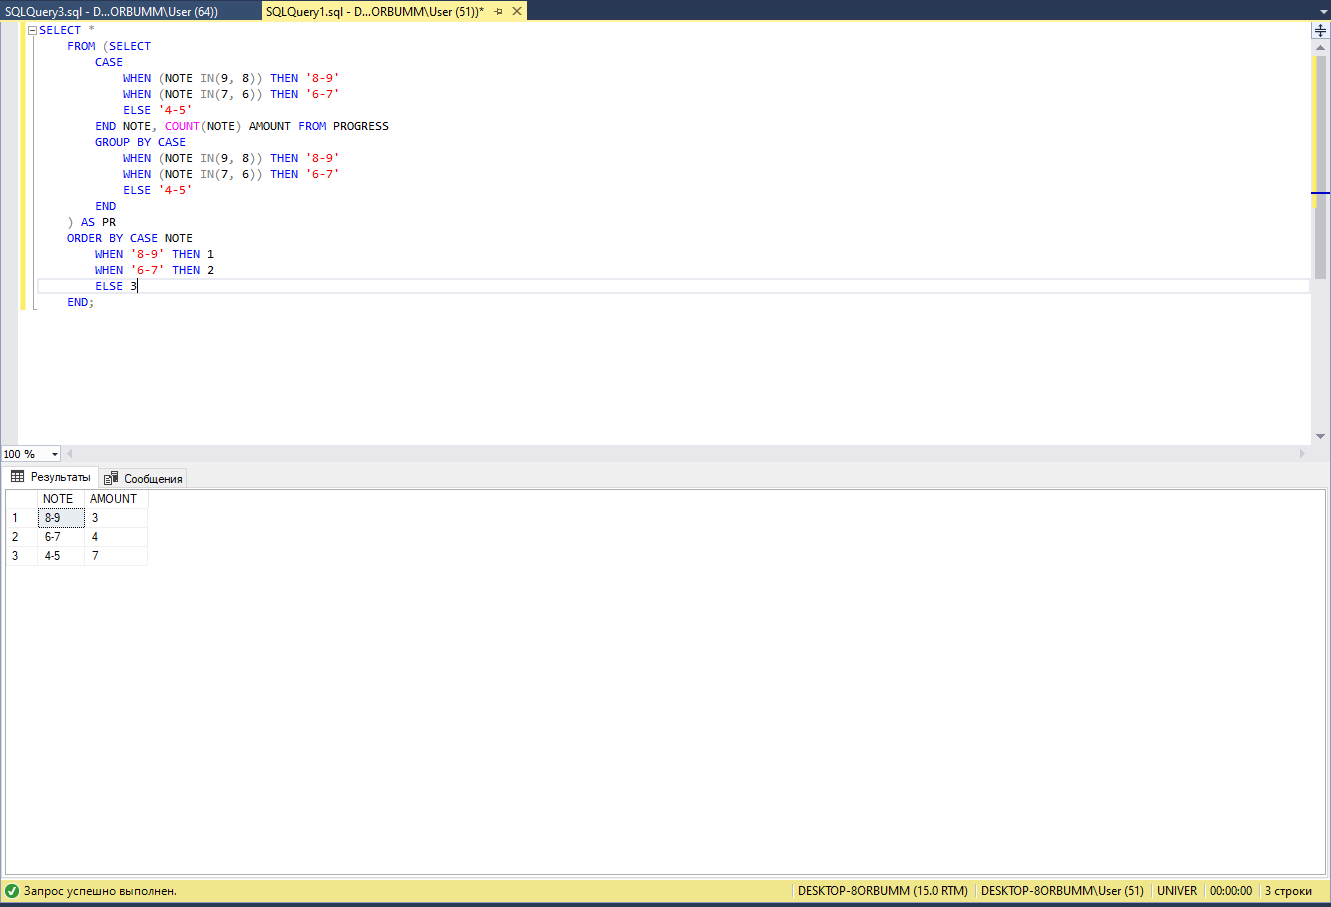 SQLQuery3.sql - D...ORBUMM\User (64))
SQLQuery1.sql - D...ORBUMM\User (51))*
SELECT *
FROM (SELECT
CASE
WHEN (NOTE IN(9, 8)) THEN '8-9'
WHEN (NOTE IN(7, 6)) THEN '6-7'
ELSE '4-5'
END NOTE, COUNT(NOTE) AMOUNT FROM PROGRESS
GROUP BY CASE
WHEN (NOTE IN(9, 8)) THEN '8-9'
WHEN (NOTE IN(7, 6)) THEN '6-7'
ELSE '4-5'
END
) AS PR
ORDER BY CASE NOTE
WHEN '8-9' THEN 1
WHEN '6-7' THEN 2
ELSE 3
END;
100 %
Результаты Сообщения
NOTE AMOUNT
1 8-9 3
2 6-7 4
3 4-5 7
Запрос успешно выполнен. DESKTOP-8ORBUMM (15.0 RTM) DESKTOP-8ORBUMM\User (51) UNIVER 00:00:00 3 строки